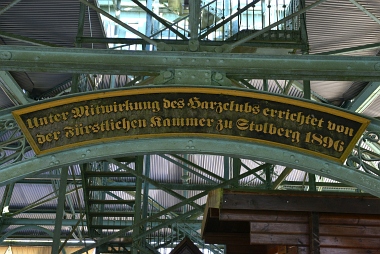 Unter Mitwirkung des Harzclubs errichtet von
der Fürstlichen Kammer zu Stolberg 1896